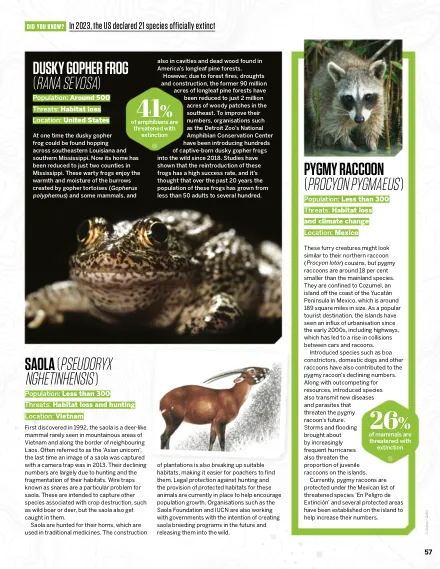 DID YOU KNOW? In 2023, the US declared 21 species officially extinct
DUSKY GOPHER FROG
(RANA SEVOSA)
Population: Around 500
Threats: Habitat loss
Location: United States
At one time the dusky gopher
frog could be found hopping
across southeastern Louisiana and
southern Mississippi. Now its home has
been reduced to just two counties in
Mississippi. These warty frogs enjoy the
warmth and moisture of the burrows
created by gopher tortoises (Gopherus
polyphemus) and some mammals, and
41%
of amphibians are
threatened with
extinction
also in cavities and dead wood found in
America's longleaf pine forests.
However, due to forest fires, droughts
and construction, the former 90 million
acres of longleaf pine forests have
been reduced to just 2 million
acres of woody patches in the
southeast. To improve their
numbers, organisations such
as the Detroit Zoo's National
Amphibian Conservation Center
have been introducing hundreds
of captive-born dusky gopher frogs
into the wild since 2018. Studies have
shown that the reintroduction of these
frogs has a high success rate, and it's
thought that over the past 20 years the
population of these frogs has grown from
less than 50 adults to several hundred.
SAOLA (PSEUDORYX
NGHETINHENSIS)
Population: Less than 300
Threats: Habitat loss and hunting
Location: Vietnam
First discovered in 1992, the saola is a deer-like
mammal rarely seen in mountainous areas of
Vietnam and along the border of neighbouring
Laos. Often referred to as the 'Asian unicorn',
the last time an image of a saola was captured
with a camera trap was in 2013. Their declining
numbers are largely due to hunting and the
fragmentation of their habitats. Wire traps
known as snares are a particular problem for
saola. These are intended to capture other
species associated with crop destruction, such
as wild boar or deer, but the saola also get
caught in them.
Saola are hunted for their horns, which are
used in traditional medicines. The construction
of plantations is also breaking up suitable
habitats, making it easier for poachers to find
them. Legal protection against hunting and
the provision of protected habitats for these
animals are currently in place to help encourage
population growth. Organisations such as the
Saola Foundation and IUCN are also working
with governments with the intention of creating
saola breeding programs in the future and
releasing them into the wild.
PYGMY RACCOON
(PROCYON PYGMAEUS)
Population: Less than 300
Threats: Habitat loss
and climate change
Location: Mexico
These furry creatures might look
similar to their northern raccoon
(Procyon lotor) cousins, but pygmy
raccoons are around 18 per cent
smaller than the mainland species.
They are confined to Cozumel, an
island off the coast of Yucatán
Peninsula in Mexico, which is around
189 square miles in size. As a popular
tourist destination, the islands have
seen an influx of urbanisation since
the early 2000s, including highways,
which has led to a rise in collisions
between cars and racoons.
Introduced species such as boa
constrictors, domestic dogs and other
racoons have also contributed to the
pygmy racoon's declining numbers.
Along with outcompeting for
resources, introduced species
also transmit new diseases
and parasites that
threaten the pygmy
racoon's future.
Storms and flooding
brought about
by increasingly
frequent hurricanes
also threaten the
proportion of juvenile
racoons on the islands.
Currently, pygmy racoons are
protected under the Mexican list of
threatened species 'En Peligro de
Extinción' and several protected areas
have been established on the island to
help increase their numbers.
26%
of mammals are
threatened with
extinction
57